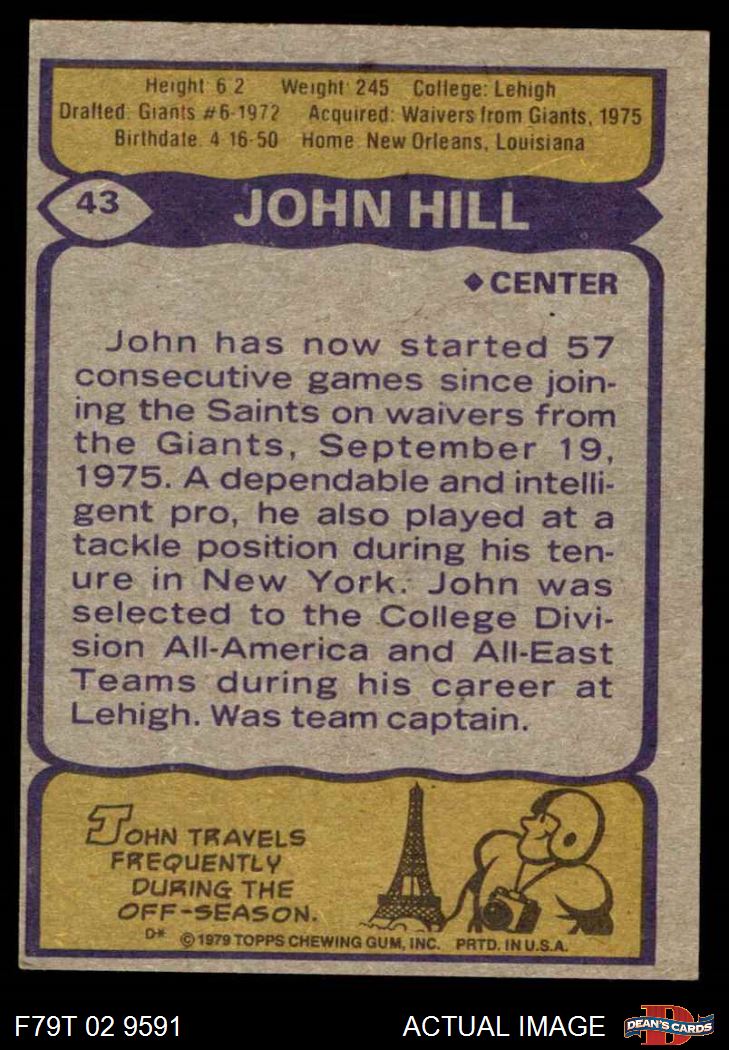 Height 6 2 Weight 245 College: Lehigh
Drafted: Giants #6-1972 Acquired: Waivers from Giants, 1975
Birthdate 4-16-50 Home New Orleans, Louisiana
43
JOHN HILL
◆ CENTER
John has now started 57
consecutive games since join-
ing the Saints on waivers from
the Giants, September 19,
1975. A dependable and intelli-
gent pro, he also played at a
tackle position during his ten-
ure in New York. John was
selected to the College Divi-
sion All-America and All-East
Teams during his career at
Lehigh. Was team captain.
JOHN TRAVELS
FREQUENTLY
DURING THE
OFF-SEASON.
D* © 1979 TOPPS CHEWING GUM, INC. PRTD. IN U.S.A.
F79T 02 9591 ACTUAL IMAGE
D
DEAN'S CARDS